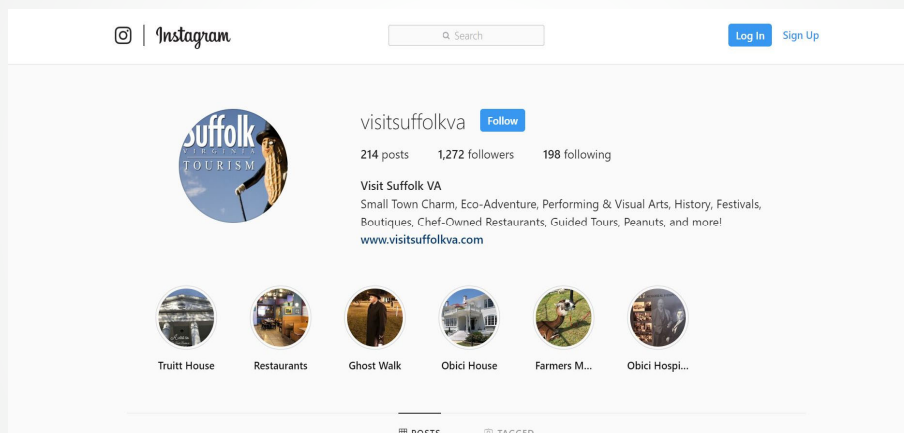 Instagram
Search
Log In
Sign Up
Suffolk
VIRGINIA
TOURISM
visitsuffolkva
Follow
214 posts 1,272 followers 198 following
Visit Suffolk VA
Small Town Charm, Eco-Adventure, Performing & Visual Arts, History, Festivals,
Boutiques, Chef-Owned Restaurants, Guided Tours, Peanuts, and more!
www.visitsuffolkva.com
Truitt House
Restaurants
Ghost Walk
Obici House
Farmers M...
Obici Hospi...
POSTS
TAGGED